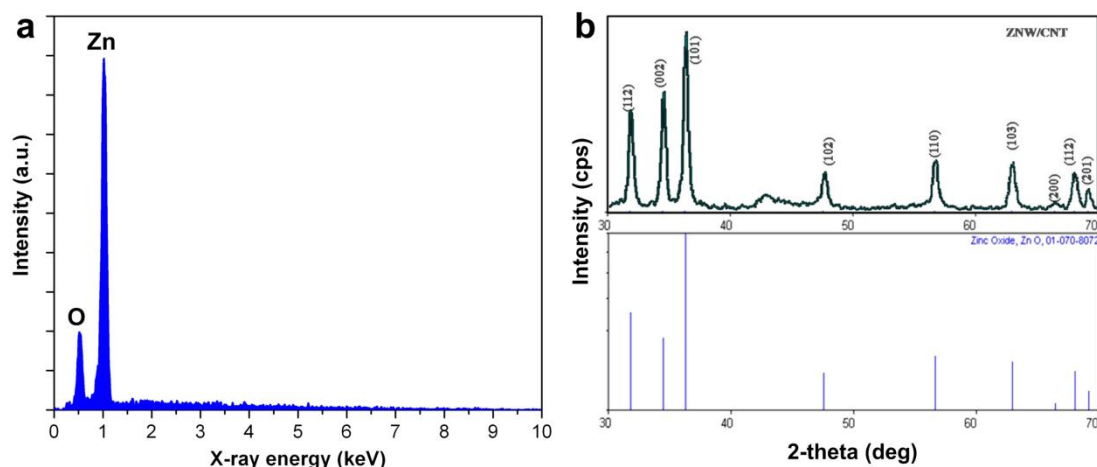 a
Zn
O
Intensity (a.u.)
0 1 2 3 4 5 6 7 8 9 10
X-ray energy (keV)
b
ZNW/CNT
(112)
(002)
(101)
(102)
(110)
(103)
(200)
(112)
(201)
30 40 50 60 70
Zinc Oxide, Zn O, 01-070-8072
Intensity (cps)
30 40 50 60 70
2-theta (deg)